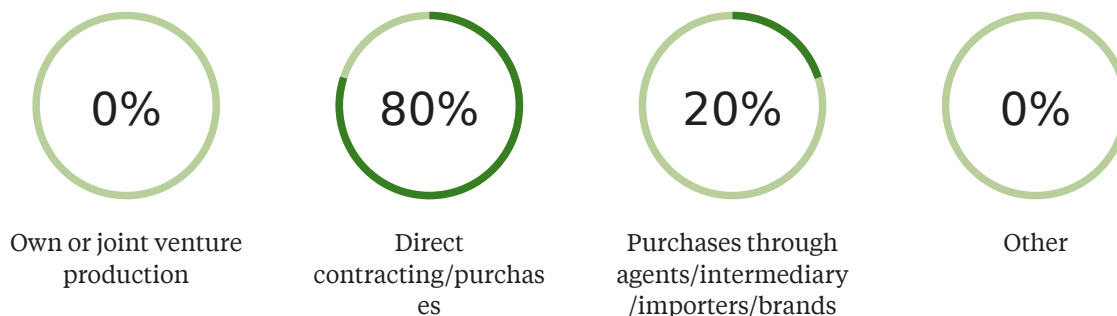 0%
80%
20%
0%
Own or joint venture
production
Direct
contracting/purchas
es
Purchases through
agents/intermediary
/importers/brands
Other